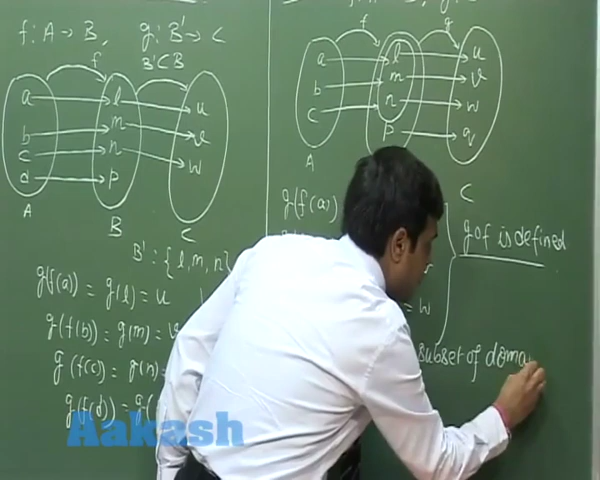 f : A → B, g : B' → C
B' ⊂ B
f
a l u
b m v
c n w
d p
A B C
B' : {l, m, n}
g(f(a) = g(l) = u
g(f(b) = g(m) =
g(f(c) = g(n) =
g(f(d) = g(
f g
a l u
b m v
c n w
p q
A C
g(f(a)
gof is defined
= w
subset of doma
Aakash